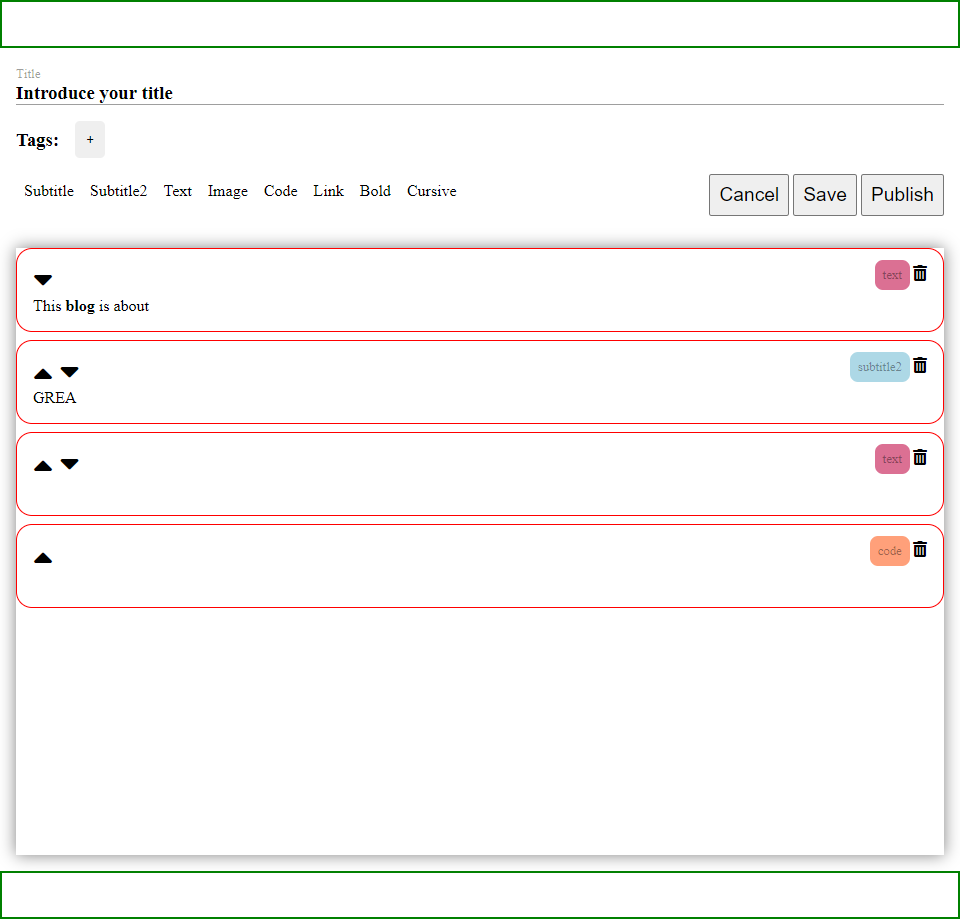 Title
Introduce your title
Tags: +
Subtitle Subtitle2 Text Image Code Link Bold Cursive Cancel Save Publish
text
This blog is about
subtitle2
GREA
text
code